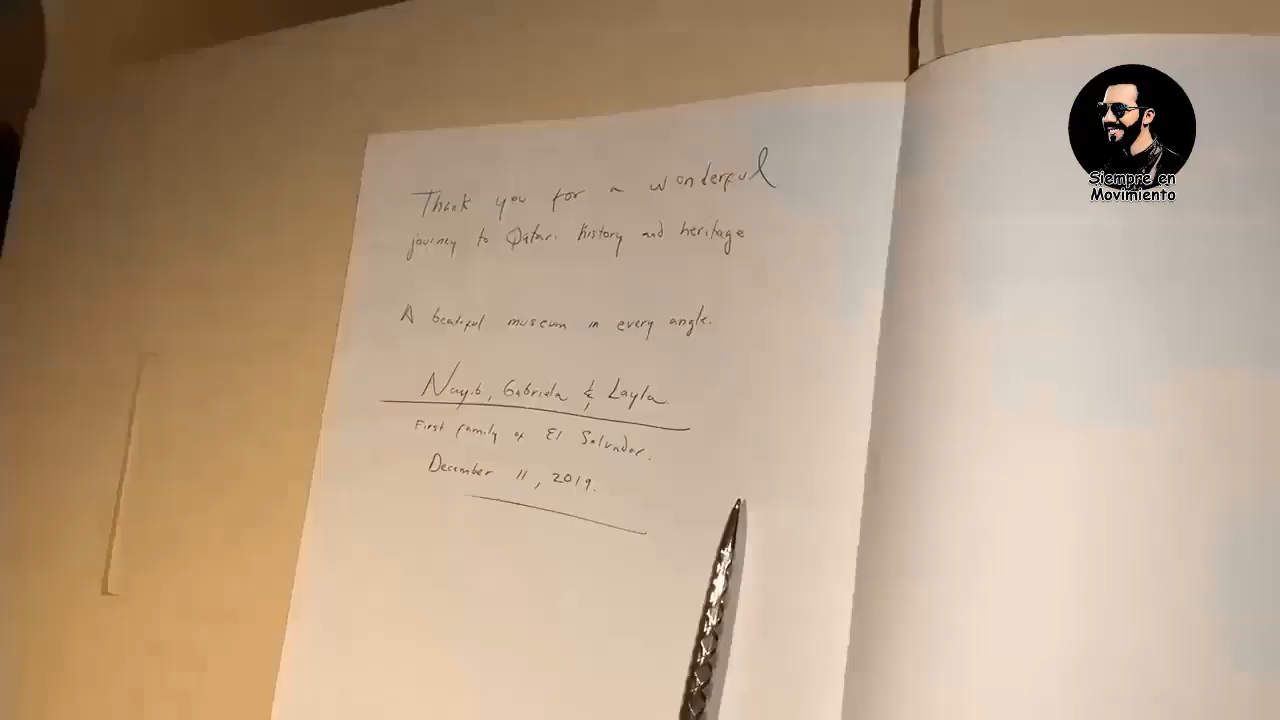 Thank you for a wonderful
journey to Qatari history and heritage
A beatiful museum in every angle.
Nayib, Gabriela & Layla
First family of El Salvador.
December 11, 2019.
Siempre en
Movimiento